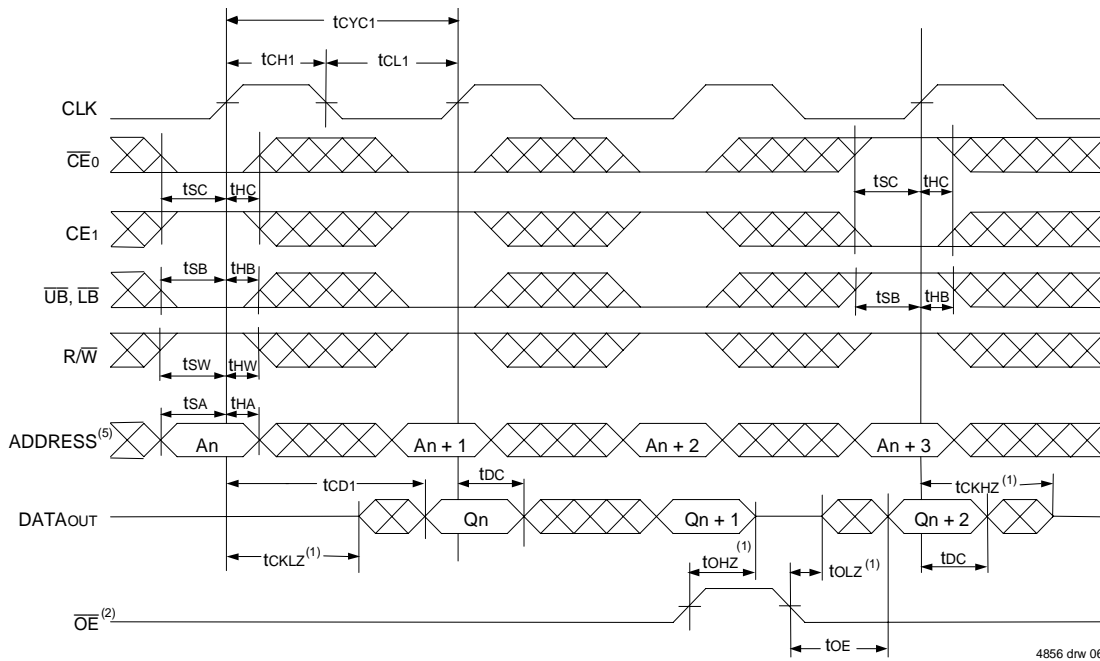 tCYC1
tCH1
tCL1
CLK
CE0
tSC
tHC
tSC
tHC
CE1
tSB
tHB
UB, LB
tSB
tHB
R/W
tSW
tHW
tSA
tHA
ADDRESS(5)
An
An + 1
An + 2
An + 3
tCD1
tDC
tCKHZ(1)
DATAOUT
Qn
Qn + 1
Qn + 2
tCKLZ(1)
tOHZ(1)
tOLZ(1)
tDC
OE(2)
tOE
4856 drw 06